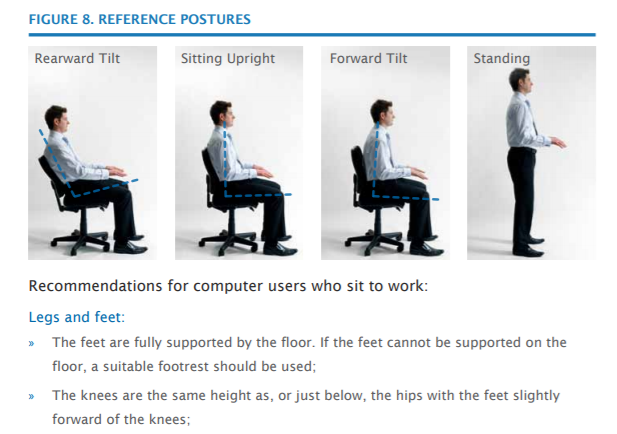 FIGURE 8. REFERENCE POSTURES
Rearward Tilt
Sitting Upright
Forward Tilt
Standing
Recommendations for computer users who sit to work:
Legs and feet:
» The feet are fully supported by the floor. If the feet cannot be supported on the
floor, a suitable footrest should be used;
» The knees are the same height as, or just below, the hips with the feet slightly
forward of the knees;